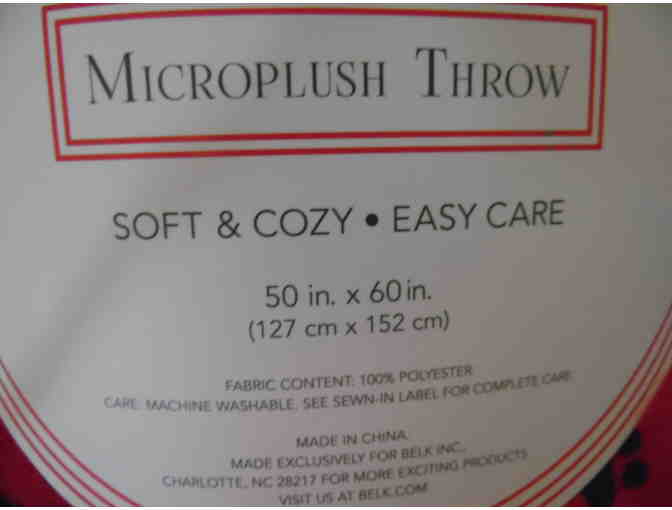 MICROPLUSH THROW
SOFT & COZY • EASY CARE
50 in. x 60 in.
(127 cm x 152 cm)
FABRIC CONTENT: 100% POLYESTER
CARE: MACHINE WASHABLE, SEE SEWN-IN LABEL FOR COMPLETE CARE
MADE IN CHINA.
MADE EXCLUSIVELY FOR BELK INC.,
CHARLOTTE, NC 28217 FOR MORE EXCITING PRODUCTS
VISIT US AT BELK.COM